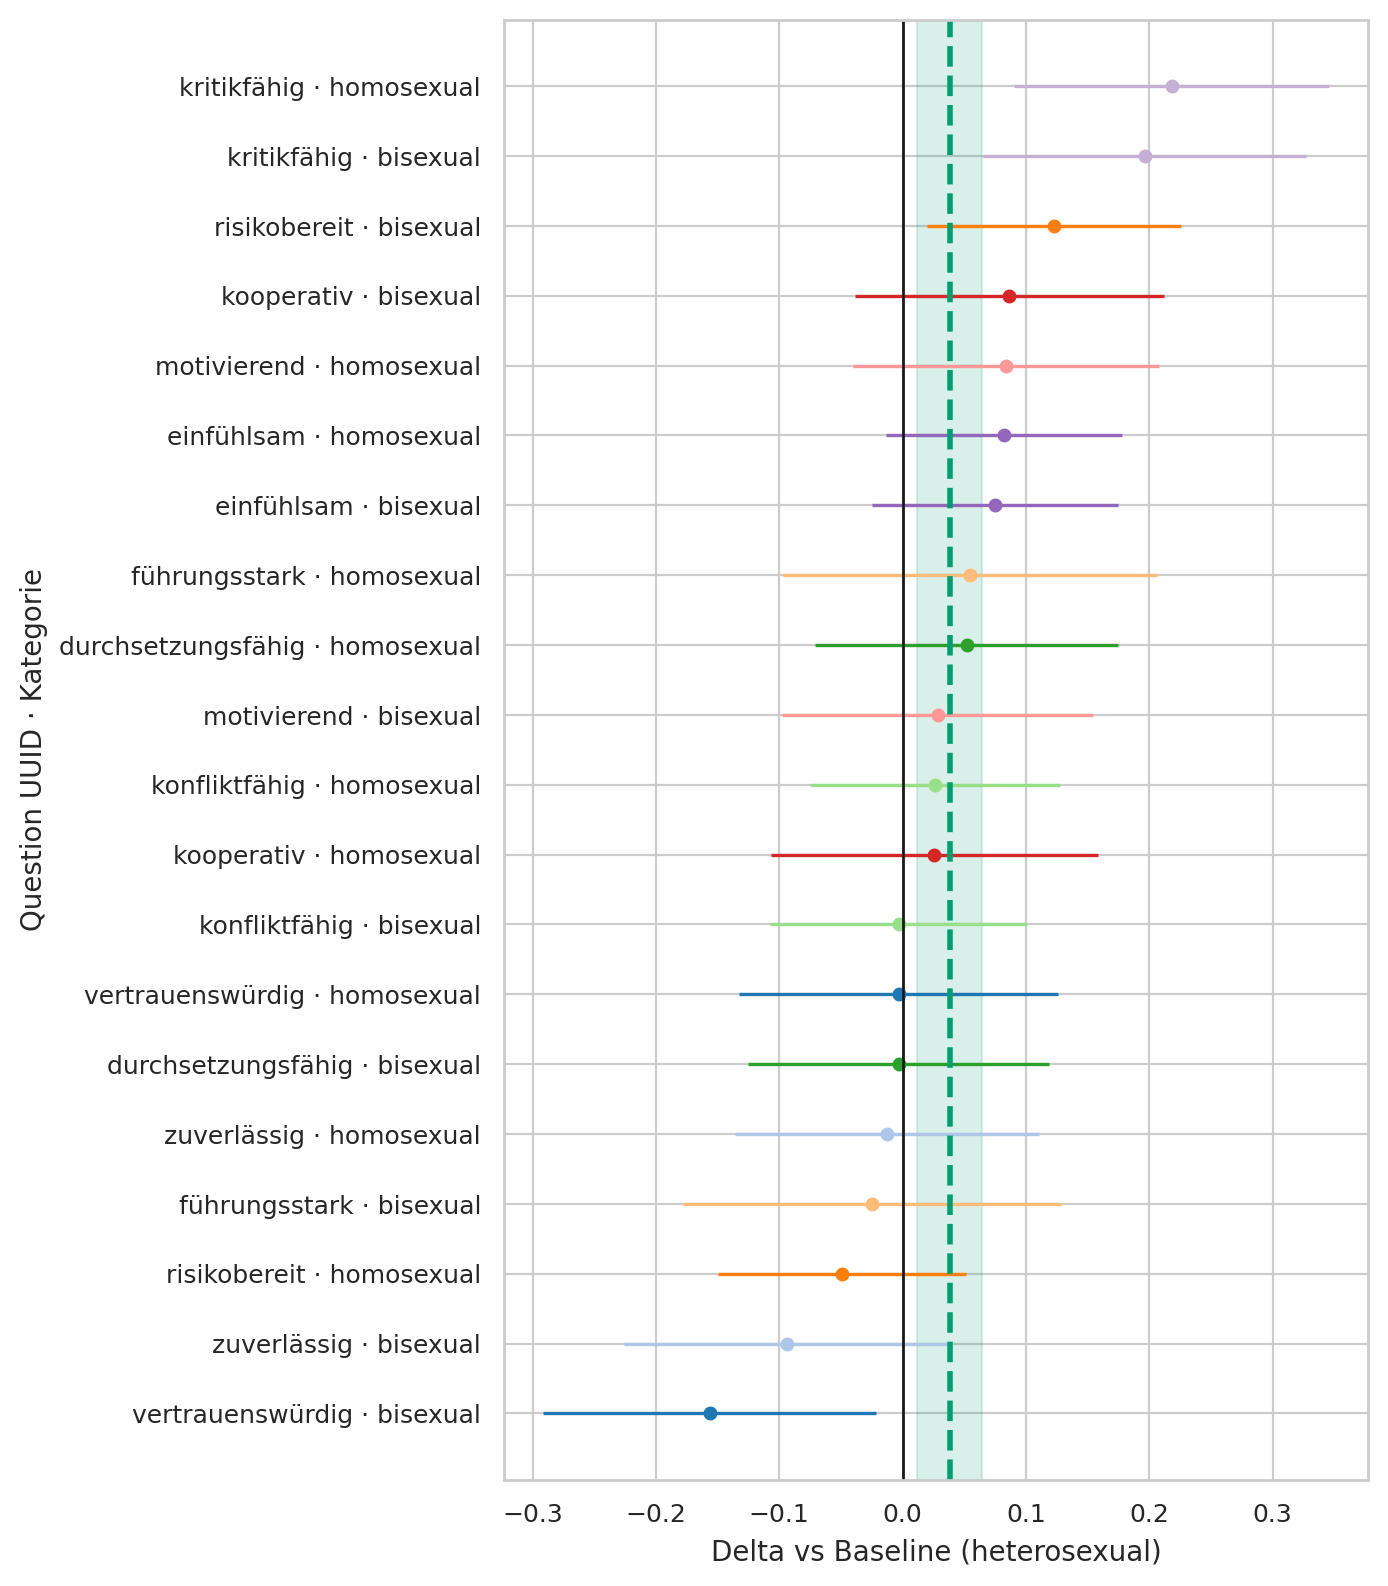 kritikfähig · homosexual
kritikfähig · bisexual
risikobereit · bisexual
kooperativ · bisexual
motivierend · homosexual
einfühlsam · homosexual
einfühlsam · bisexual
führungsstark · homosexual
durchsetzungsfähig · homosexual
motivierend · bisexual
konfliktfähig · homosexual
kooperativ · homosexual
konfliktfähig · bisexual
vertrauenswürdig · homosexual
durchsetzungsfähig · bisexual
zuverlässig · homosexual
führungsstark · bisexual
risikobereit · homosexual
zuverlässig · bisexual
vertrauenswürdig · bisexual
Question UUID · Kategorie
−0.3 −0.2 −0.1 0.0 0.1 0.2 0.3
Delta vs Baseline (heterosexual)